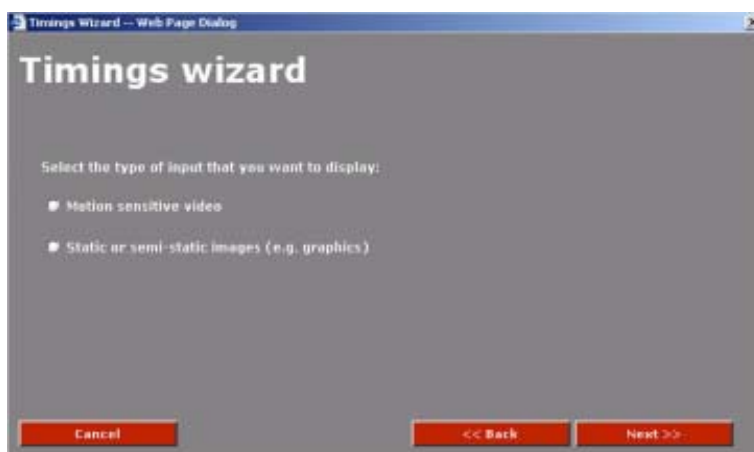 Timings Wizard -- Web Page Dialog
Timings wizard
Select the type of input that you want to display:
Motion sensitive video
Static or semi-static images (e.g. graphics)
Cancel
<< Back
Next >>